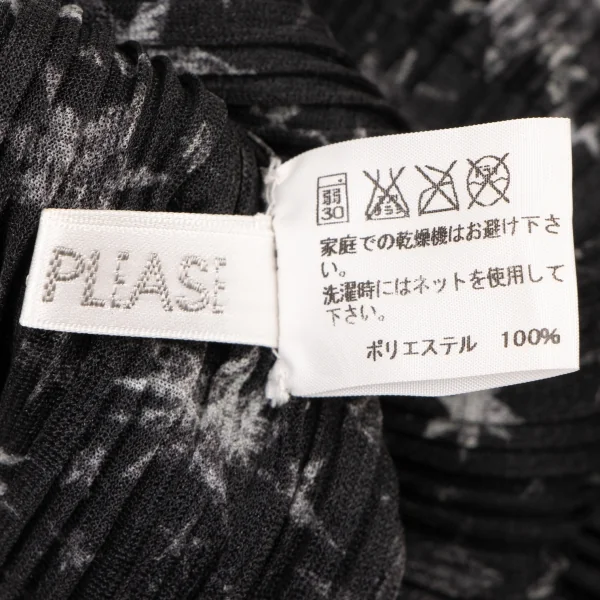 PLEASE
弱
30
家庭での乾燥機はお避け下さ
い。
洗濯時にはネットを使用して
下さい。
ポリエステル 100%